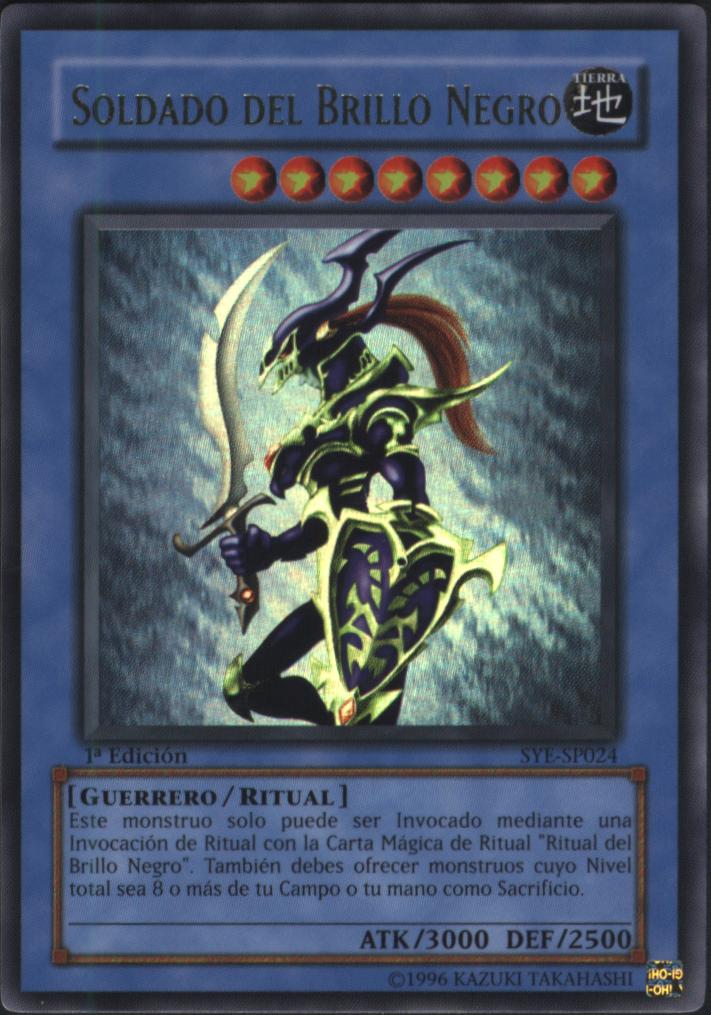 SOLDADO DEL BRILLO NEGRO
TIERRA
地
1ª Edición
SYE-SP024
[GUERRERO/RITUAL]
Este monstruo solo puede ser Invocado mediante una
Invocación de Ritual con la Carta Mágica de Ritual "Ritual del
Brillo Negro". También debes ofrecer monstruos cuyo Nivel
total sea 8 o más de tu Campo o tu mano como Sacrificio.
ATK/3000 DEF/2500
©1996 KAZUKI TAKAHASHI